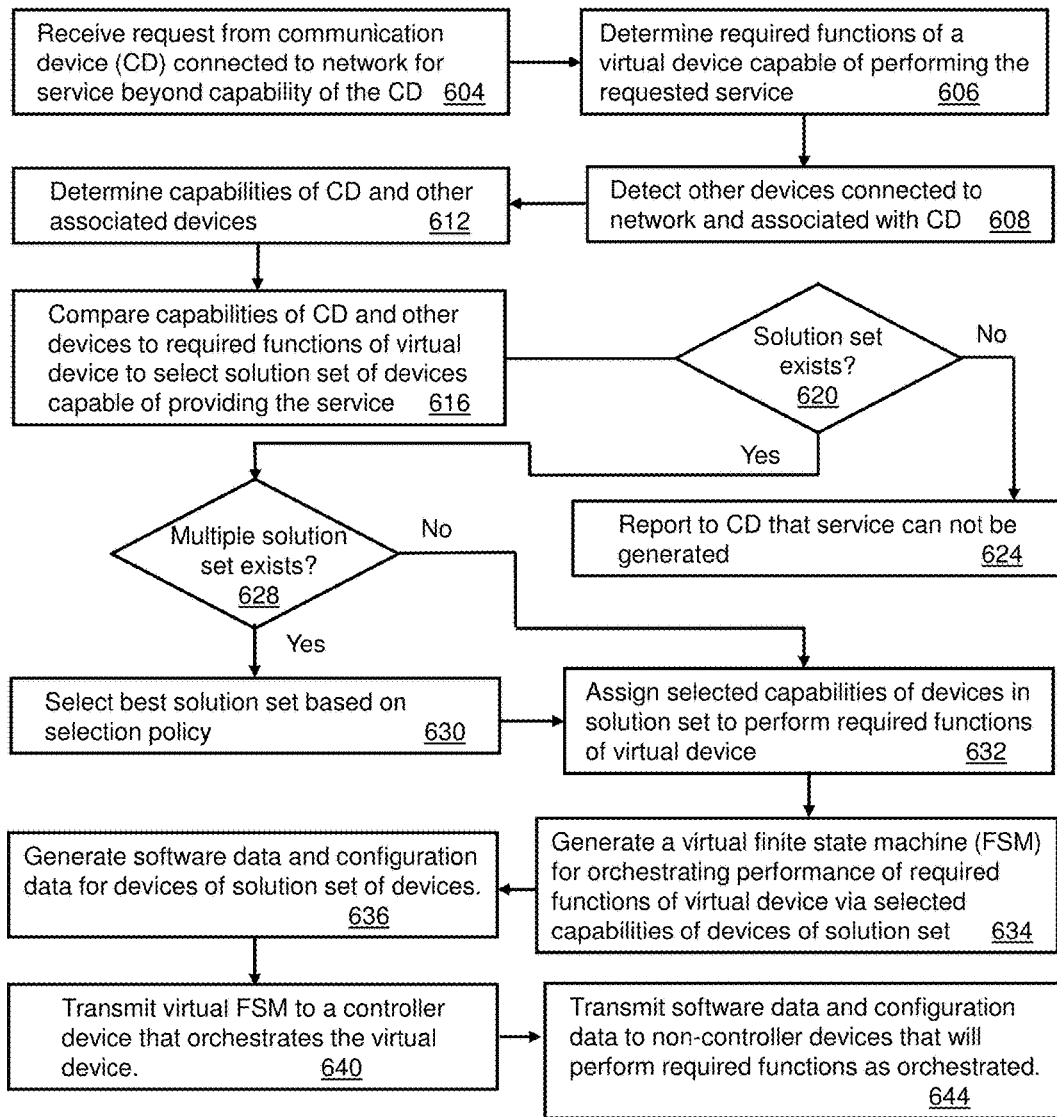 Receive request from communication
device (CD) connected to network for
service beyond capability of the CD 604
Determine required functions of a
virtual device capable of performing the
requested service 606
Detect other devices connected to
network and associated with CD 608
Determine capabilities of CD and other
associated devices 612
Compare capabilities of CD and other
devices to required functions of virtual
device to select solution set of devices
capable of providing the service 616
Solution set
exists?
620
No
Yes
Report to CD that service can not be
generated 624
Multiple solution
set exists?
628
No
Yes
Select best solution set based on
selection policy 630
Assign selected capabilities of devices in
solution set to perform required functions
of virtual device 632
Generate a virtual finite state machine (FSM)
for orchestrating performance of required
functions of virtual device via selected
capabilities of devices of solution set 634
Generate software data and configuration
data for devices of solution set of devices.
636
Transmit virtual FSM to a controller
device that orchestrates the virtual
device. 640
Transmit software data and configuration
data to non-controller devices that will
perform required functions as orchestrated.
644